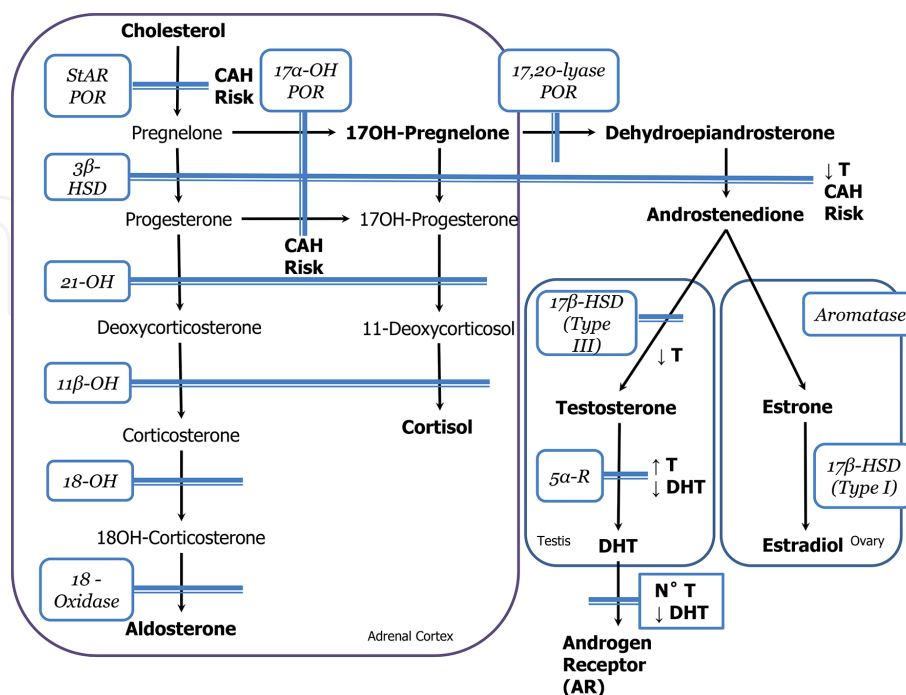 Cholesterol
StAR
POR
CAH
Risk
17α-OH
POR
17,20-lyase
POR
Pregnelone
17OH-Pregnelone
Dehydroepiandrosterone
3β-
HSD
↓ T
CAH
Risk
Progesterone
17OH-Progesterone
Androstenedione
CAH
Risk
21-OH
17β-HSD
(Type
III)
Aromatase
Deoxycorticosterone
11-Deoxycorticosol
↓ T
11β-OH
Testosterone
Estrone
Corticosterone
Cortisol
18-OH
5α-R
↑ T
↓ DHT
17β-HSD
(Type I)
18OH-Corticosterone
Testis
DHT
Estradiol
Ovary
18 -
Oxidase
N° T
↓ DHT
Aldosterone
Adrenal Cortex
Androgen
Receptor
(AR)